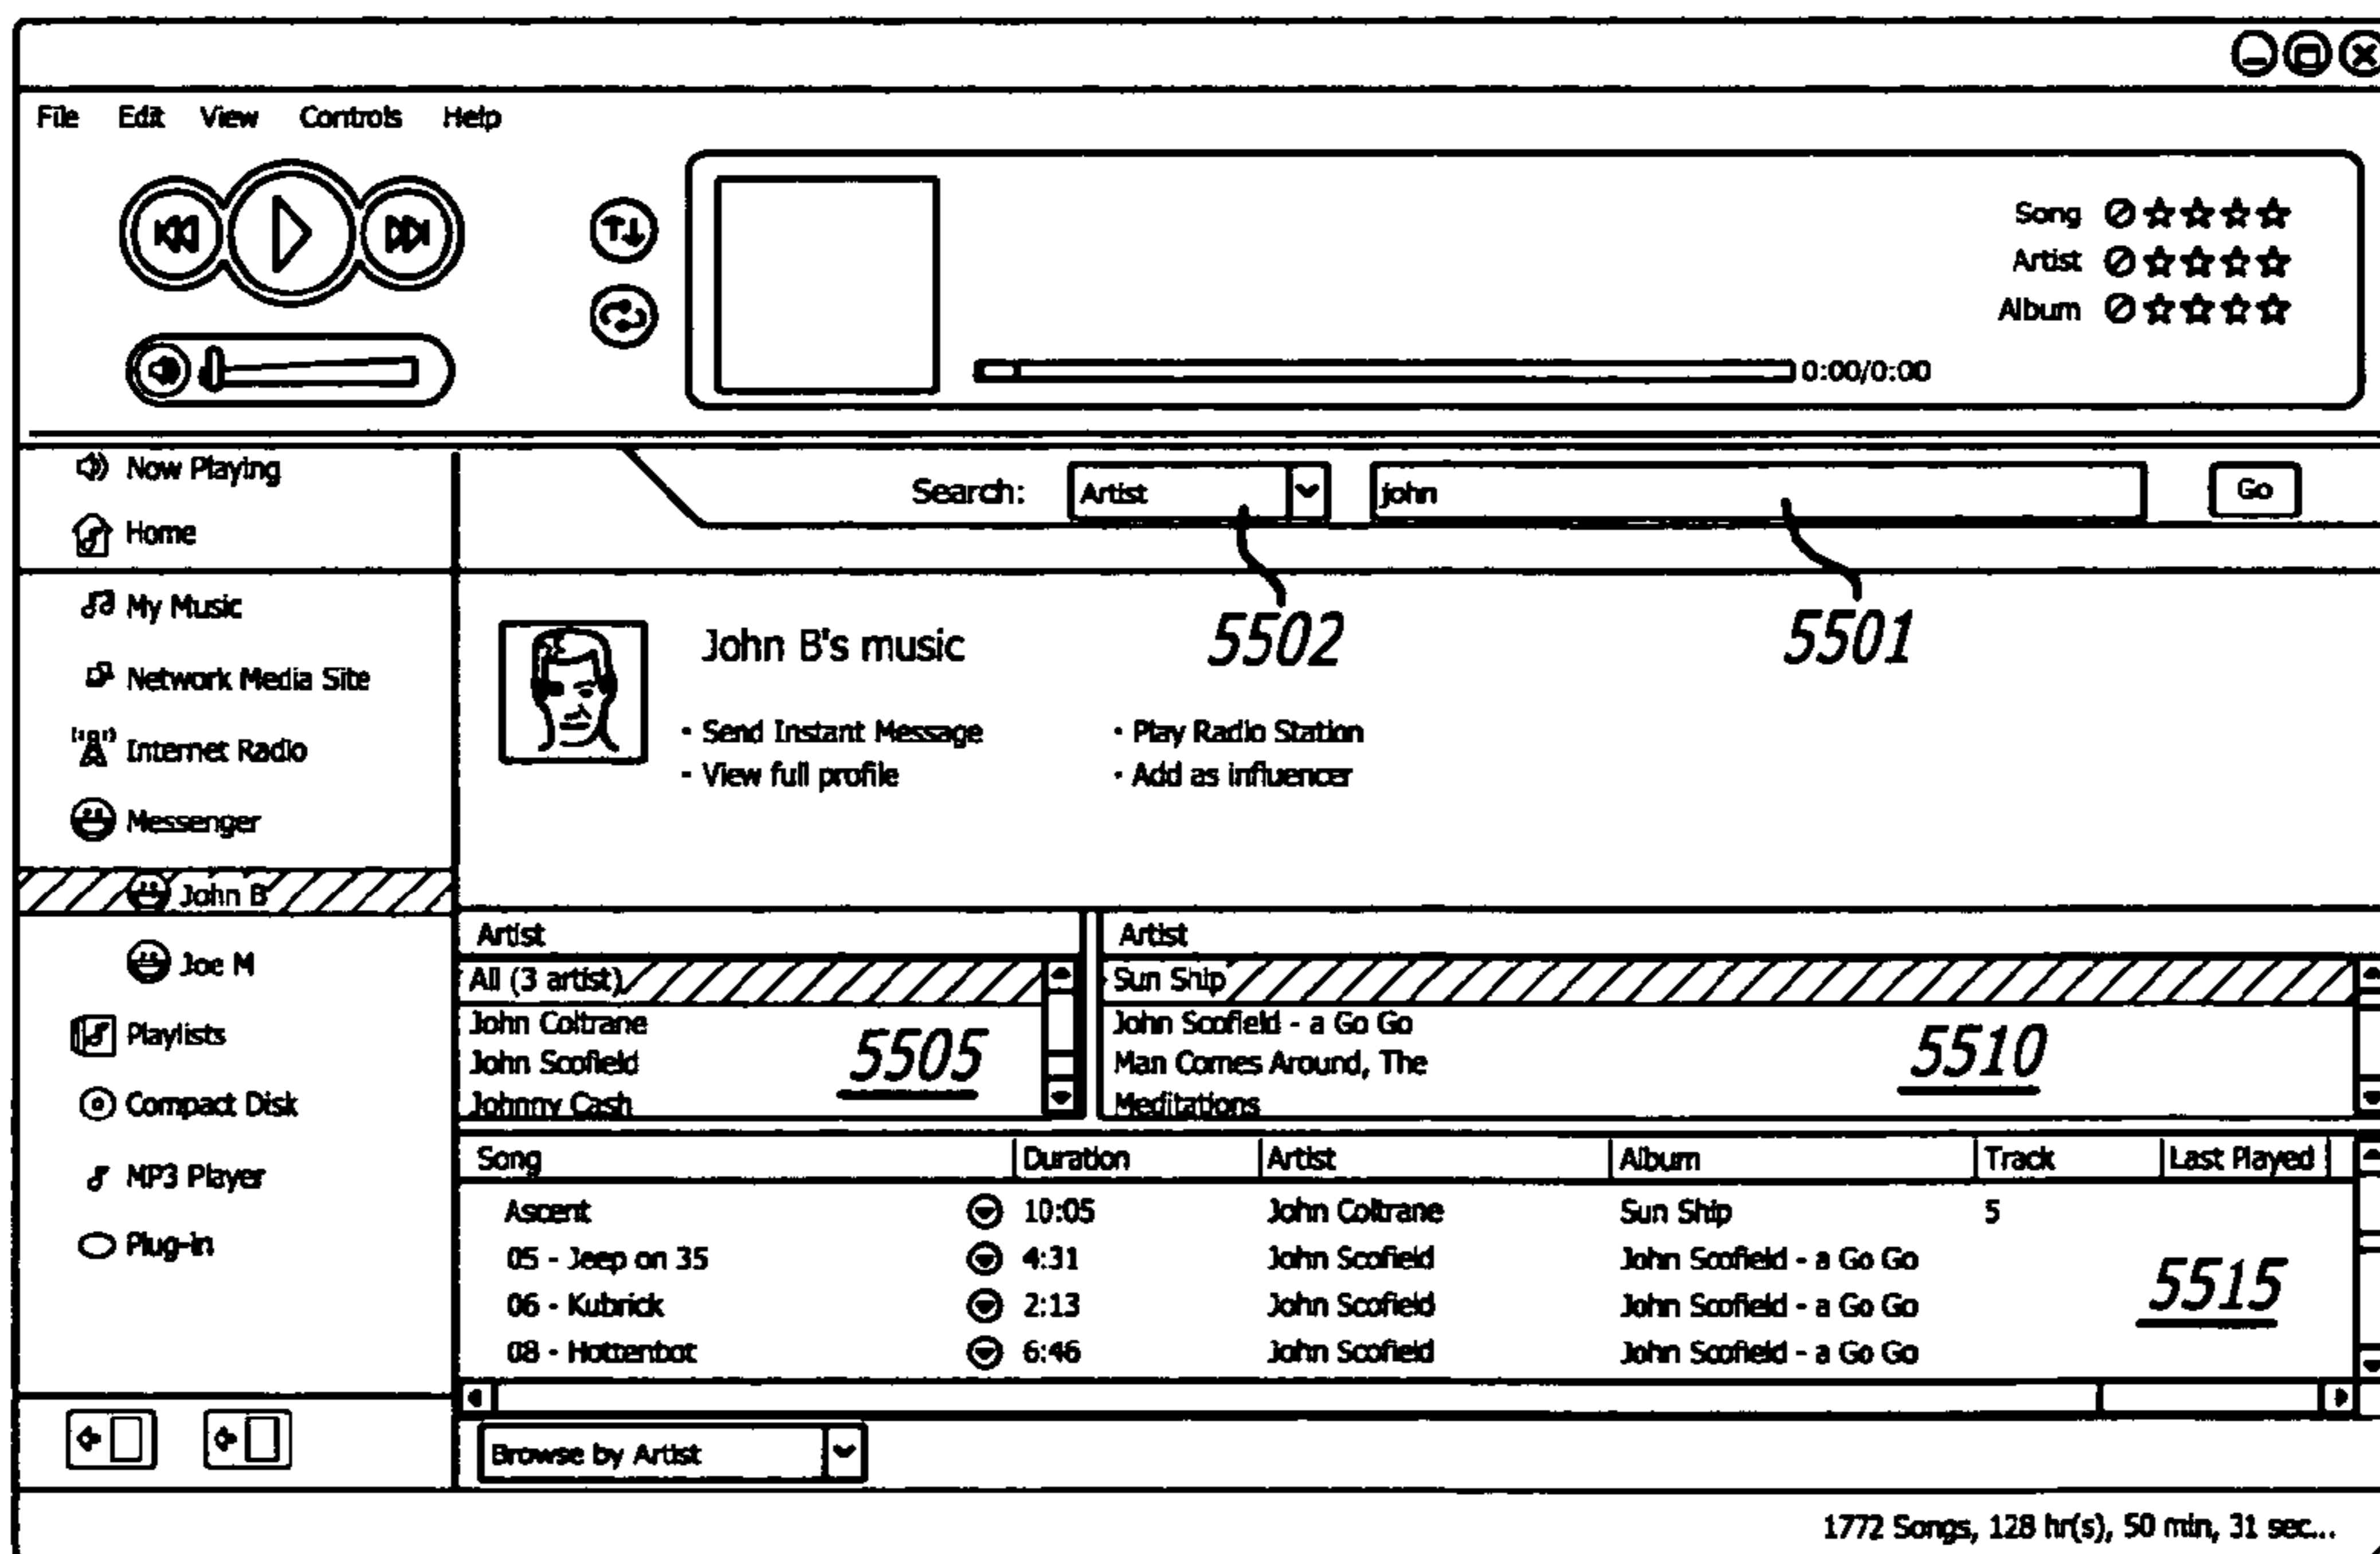 File Edit View Controls Help
Song
Artist
Album
0:00/0:00
Now Playing
Home
My Music
Network Media Site
Internet Radio
Messenger
John B
Joe M
Playlists
Compact Disk
MP3 Player
Plug-in
Search: Artist john Go
5502 5501
John B's music
- Send Instant Message
- View full profile
- Play Radio Station
- Add as influencer
Artist
All (3 artist)
John Coltrane
John Scofield
Johnny Cash
5505
Artist
Sun Ship
John Scofield - a Go Go
Man Comes Around, The
Meditations
5510
Song Duration Artist Album Track Last Played
Ascent 10:05 John Coltrane Sun Ship 5
05 - Jeep on 35 4:31 John Scofield John Scofield - a Go Go
06 - Kubrick 2:13 John Scofield John Scofield - a Go Go
08 - Hottentot 6:46 John Scofield John Scofield - a Go Go
5515
Browse by Artist
1772 Songs, 128 hr(s), 50 min, 31 sec...